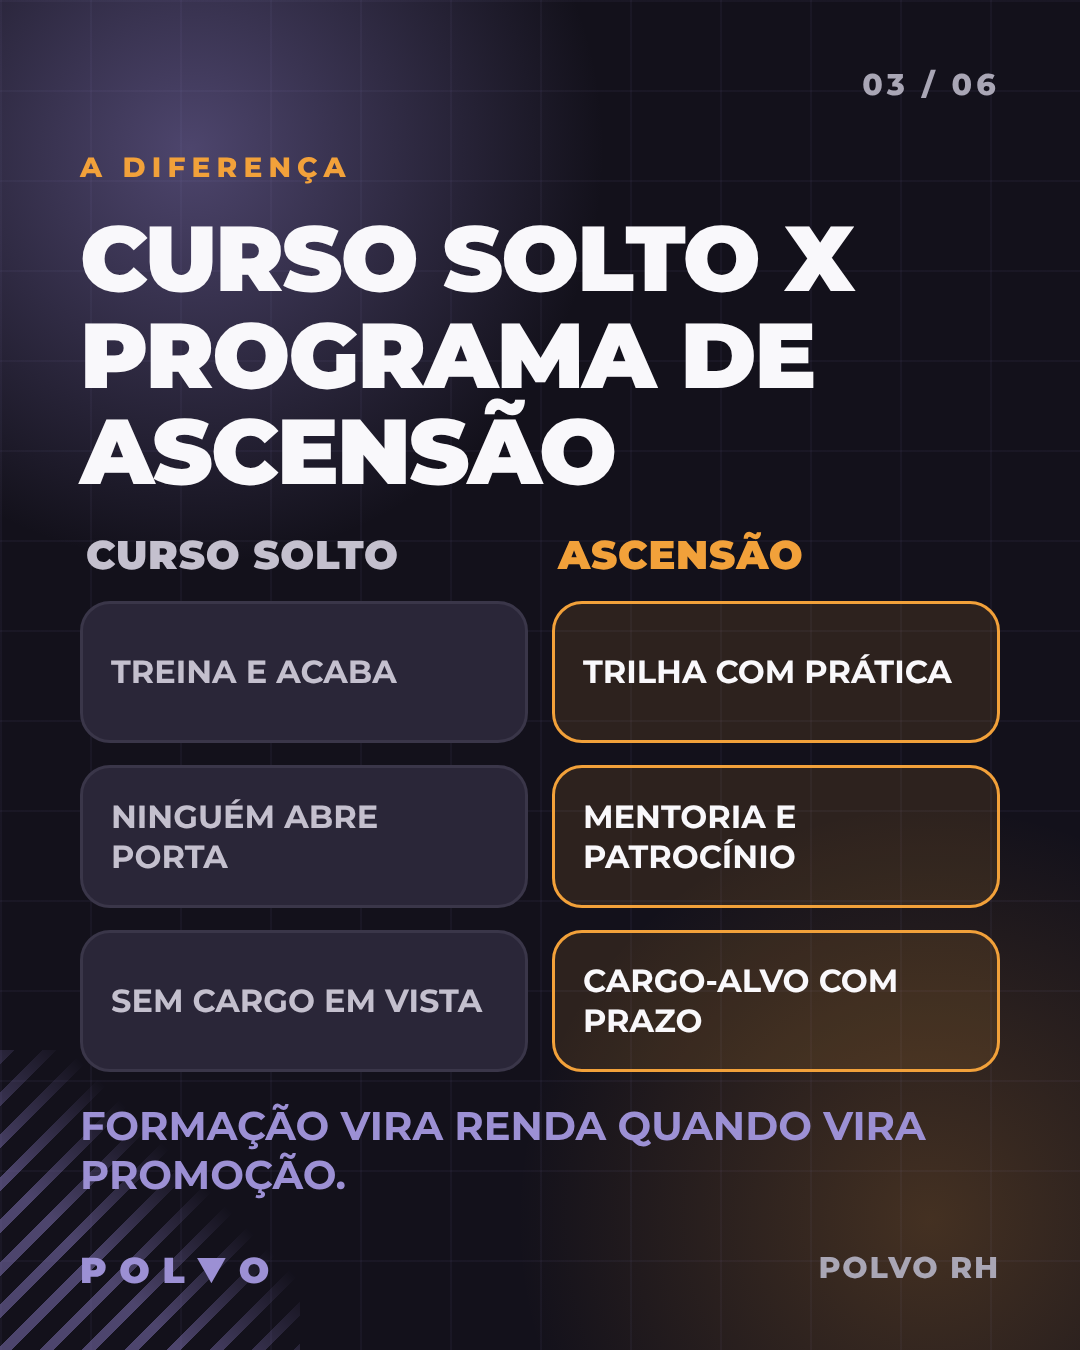 03 / 06
A DIFERENÇA
CURSO SOLTO X
PROGRAMA DE
ASCENSÃO
CURSO SOLTO
ASCENSÃO
TREINA E ACABA
TRILHA COM PRÁTICA
NINGUÉM ABRE
PORTA
MENTORIA E
PATROCÍNIO
SEM CARGO EM VISTA
CARGO-ALVO COM
PRAZO
FORMAÇÃO VIRA RENDA QUANDO VIRA
PROMOÇÃO.
POLVO
POLVO RH